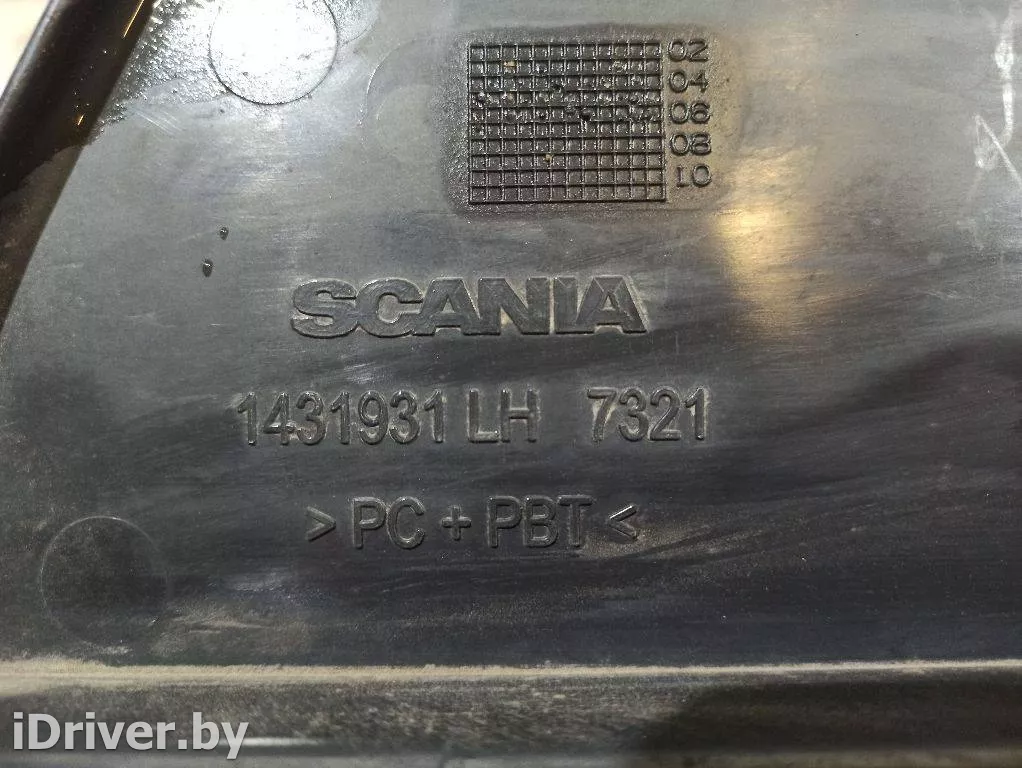 02
04
06
08
10
SCANIA
1431931 LH 7321
>PC+PBT<
iDriver.by